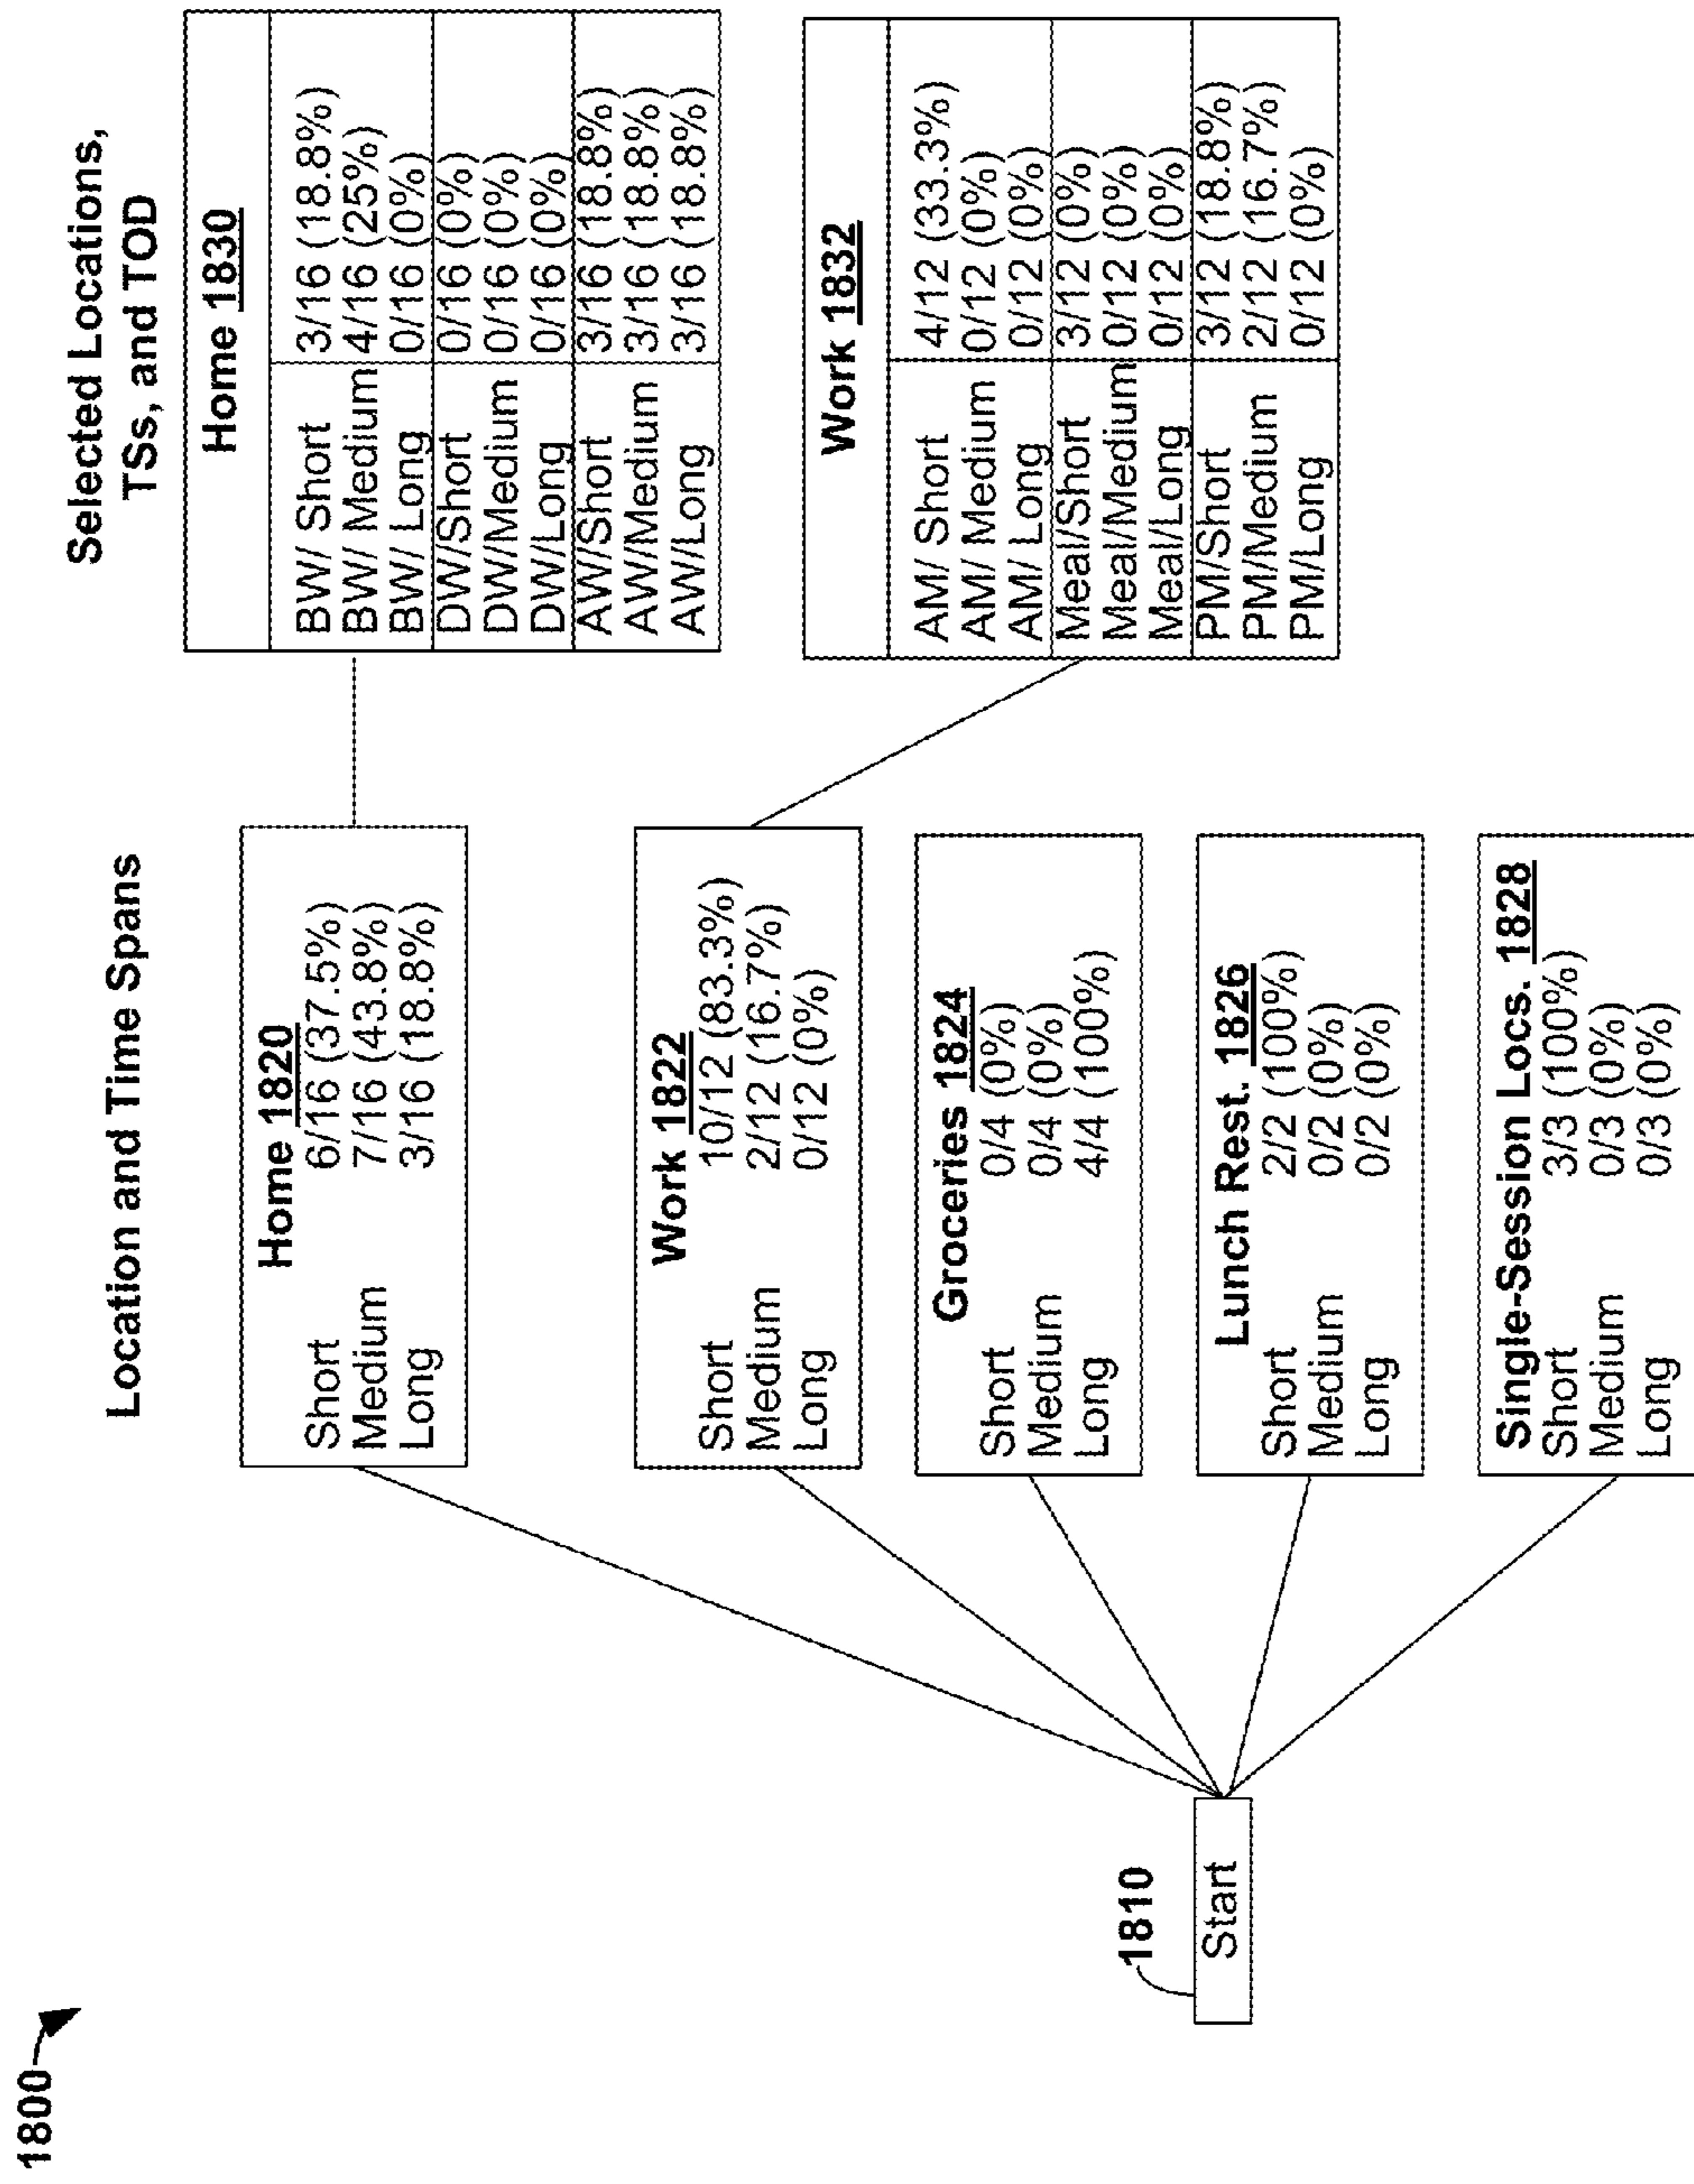 1800
Selected Locations,
TSs, and TOD
Location and Time Spans
Home 1830
BW/ Short 3/16 (18.8%)
BW/ Medium 4/16 (25%)
BW/ Long 0/16 (0%)
DW/Short 0/16 (0%)
DW/Medium 0/16 (0%)
DW/Long 0/16 (0%)
AW/Short 3/16 (18.8%)
AW/Medium 3/16 (18.8%)
AW/Long 3/16 (18.8%)
Home 1820
Short 6/16 (37.5%)
Medium 7/16 (43.8%)
Long 3/16 (18.8%)
Work 1832
AM/ Short 4/12 (33.3%)
AM/ Medium 0/12 (0%)
AM/ Long 0/12 (0%)
Meal/Short 3/12 (0%)
Meal/Medium 0/12 (0%)
Meal/Long 0/12 (0%)
PM/Short 3/12 (18.8%)
PM/Medium 2/12 (16.7%)
PM/Long 0/12 (0%)
Work 1822
Short 10/12 (83.3%)
Medium 2/12 (16.7%)
Long 0/12 (0%)
Groceries 1824
Short 0/4 (0%)
Medium 0/4 (0%)
Long 4/4 (100%)
1810
Start
Lunch Rest. 1826
Short 2/2 (100%)
Medium 0/2 (0%)
Long 0/2 (0%)
Single-Session Locs. 1828
Short 3/3 (100%)
Medium 0/3 (0%)
Long 0/3 (0%)